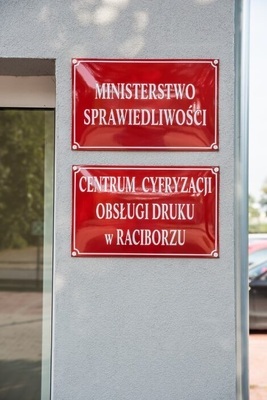 MINISTERSTWO
SPRAWIEDLIWOŚCI
CENTRUM CYFRYZACJI
OBSŁUGI DRUKU
w RACIBORZU